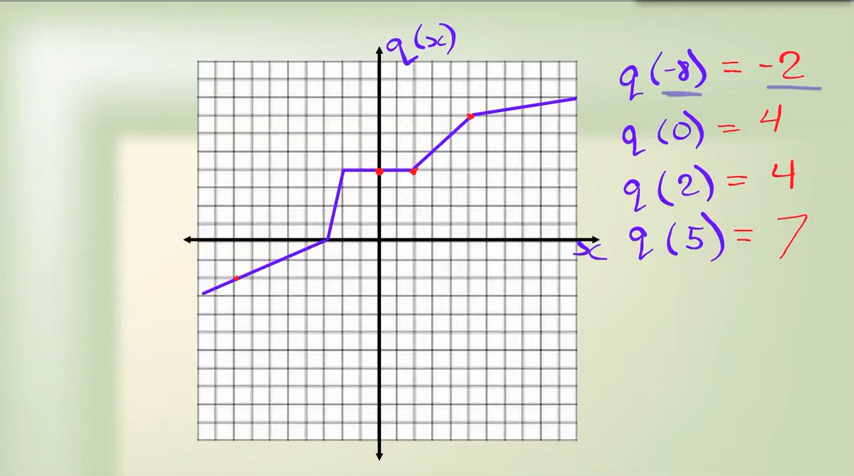 q(x)
q(-8) = -2
q(0) = 4
q(2) = 4
x
q(5) = 7